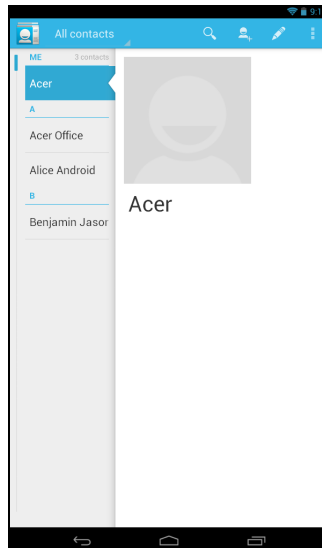 9:1
All contacts
ME 3 contacts
Acer
A
Acer Office
Alice Android
B
Benjamin Jasor
Acer